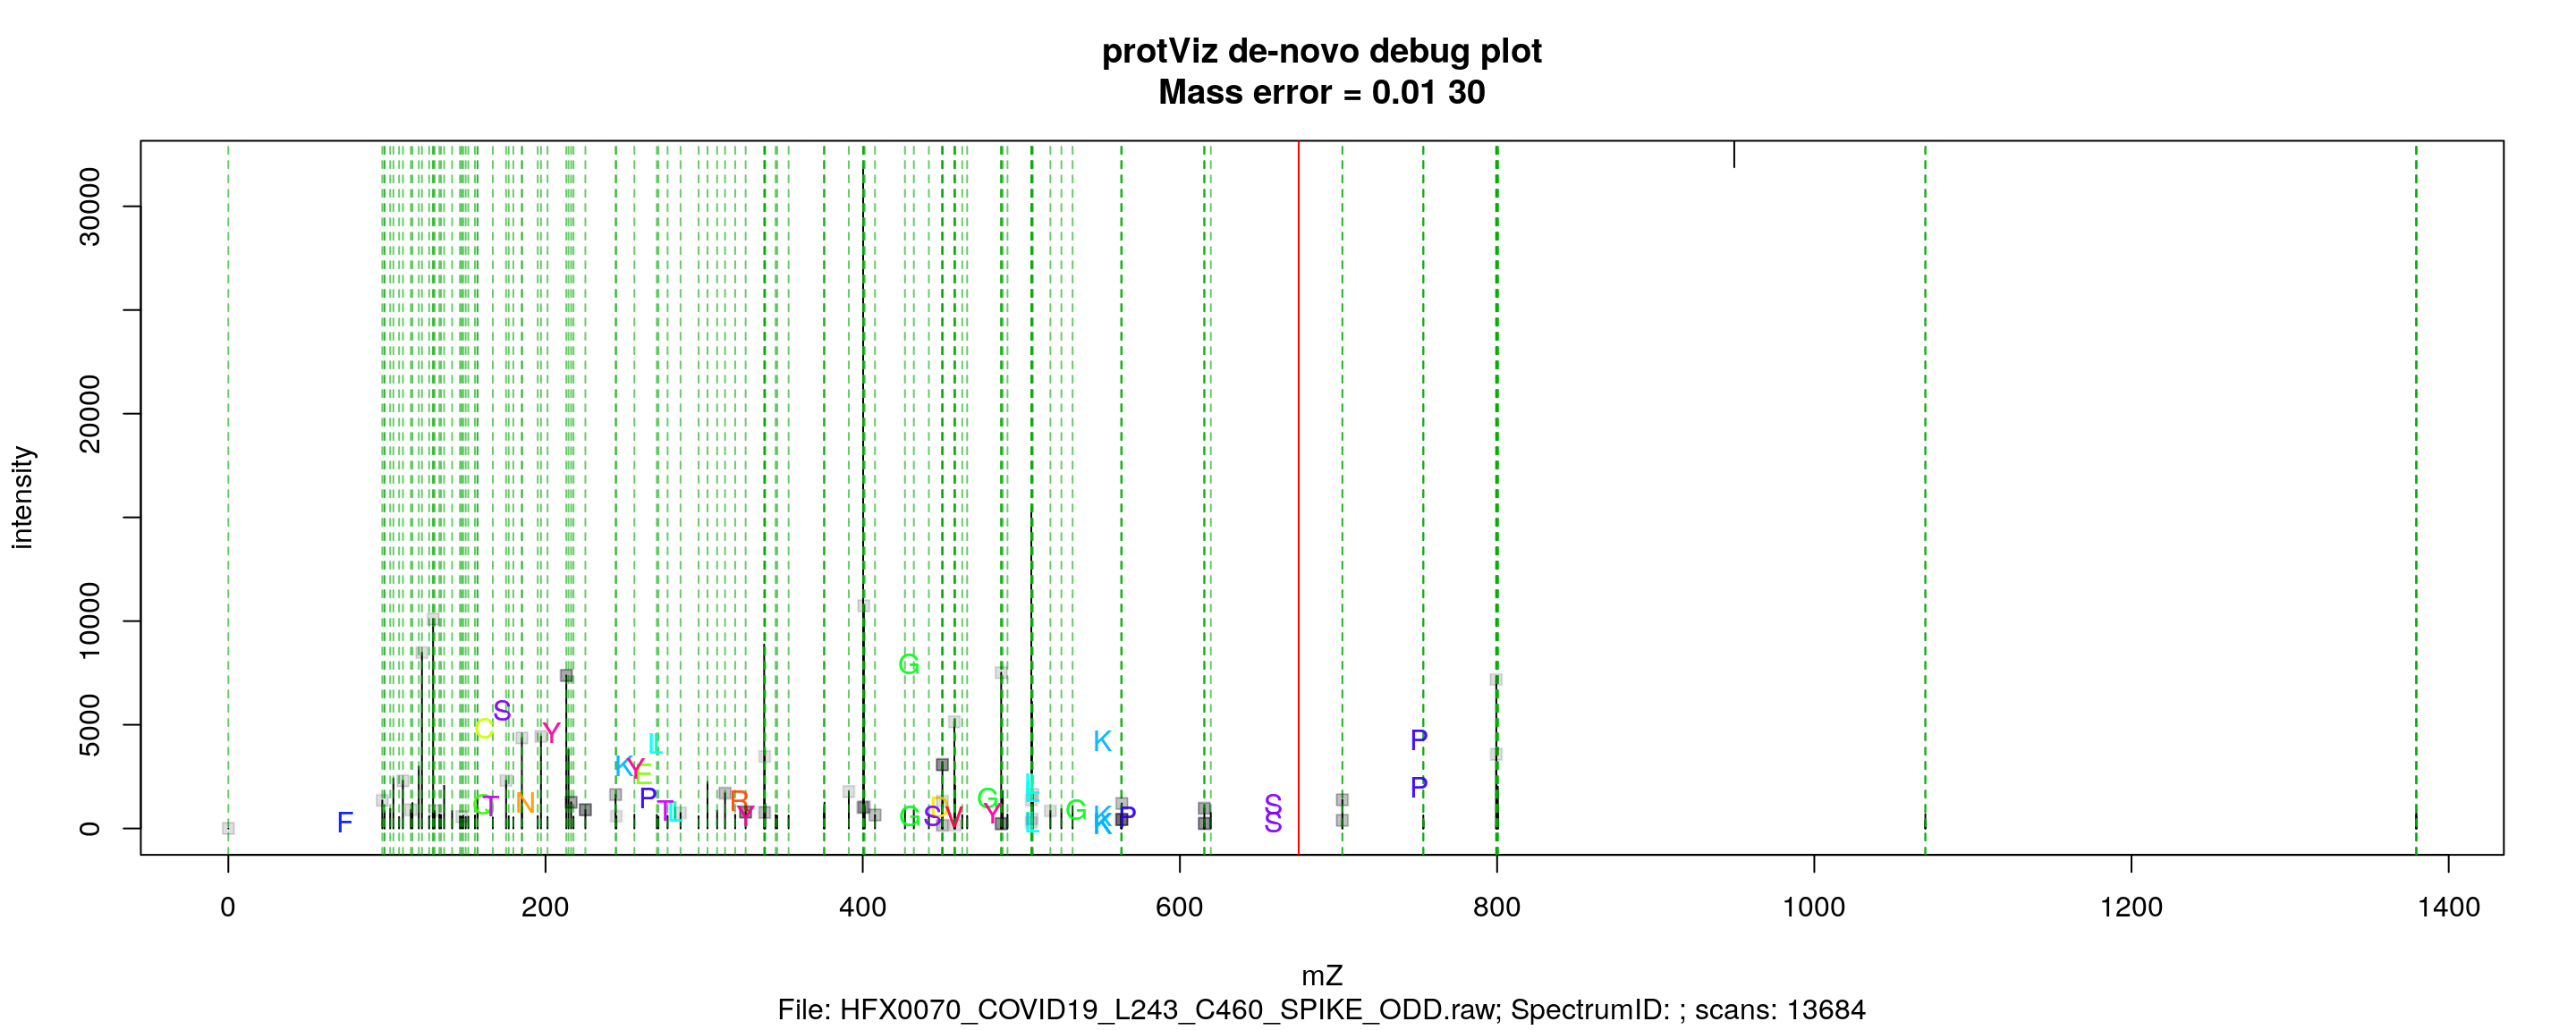 protViz de-novo debug plot
Mass error = 0.01 30
intensity
30000
20000
10000
5000
0
G
S
C
Y
K
Y
E
L
P
C
T
N
F
T
L
R
Y
G
S
D
V
G
Y
L
L
L
G
K
K
K
P
S
S
P
P
0 200 400 600 800 1000 1200 1400
mZ
File: HFX0070_COVID19_L243_C460_SPIKE_ODD.raw; SpectrumID: ; scans: 13684